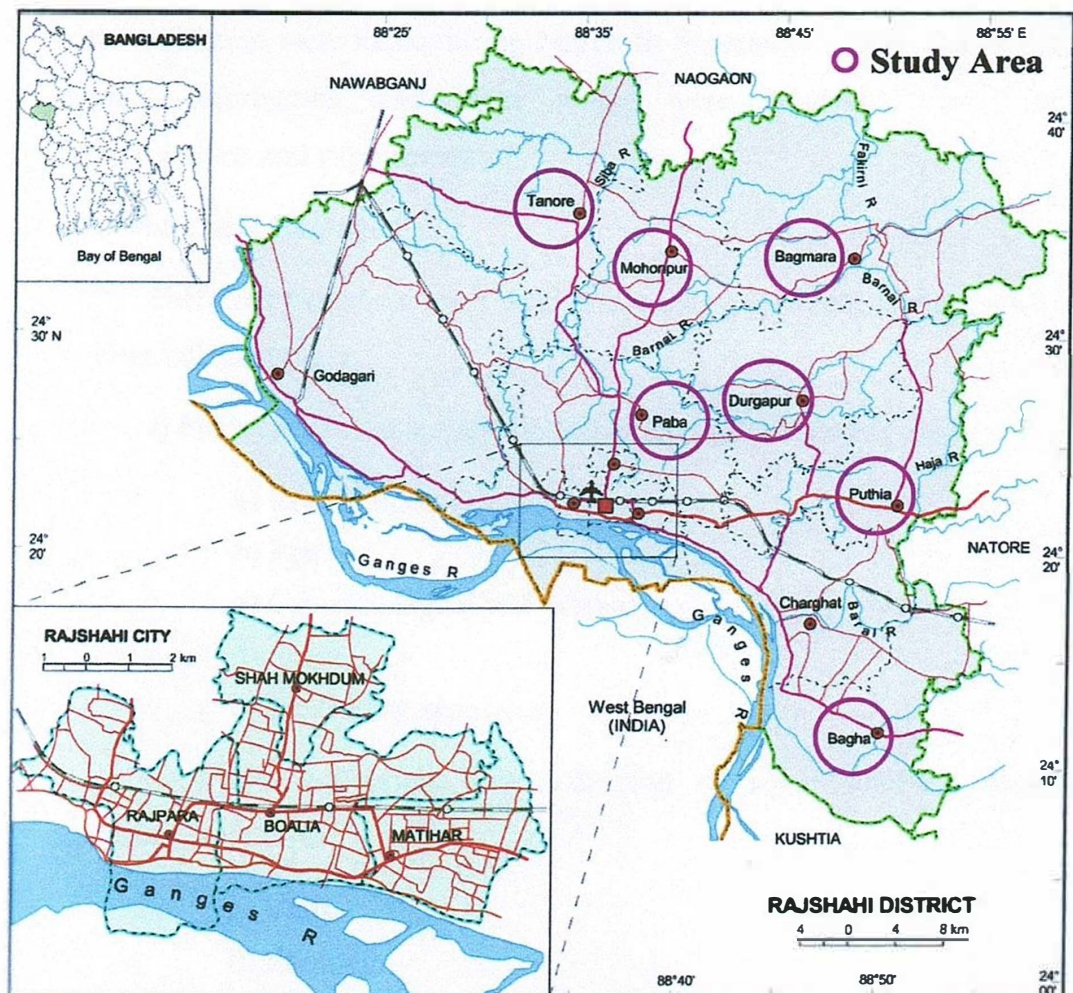 BANGLADESH
Bay of Bengal
88°25'
88°35'
88°45'
88°55' E
NAWABGANJ
NAOGAON
Study Area
24°
40'
Siba R
Fakirni R
Tanore
Mohonpur
Bagmara
Barnai R
Barnai R
24°
30' N
24°
30'
Godagari
Paba
Durgapur
Haja R
Puthia
24°
20'
NATORE
24°
20'
Ganges R
Charghat
Baral R
Ganges R
West Bengal
(INDIA)
Bagha
24°
10'
KUSHTIA
RAJSHAHI CITY
1 0 1 2 km
SHAH MOKHDUM
RAJPARA
BOALIA
MATIHAR
Ganges R
RAJSHAHI DISTRICT
4 0 4 8 km
88°40'
88°50'
24°
00'